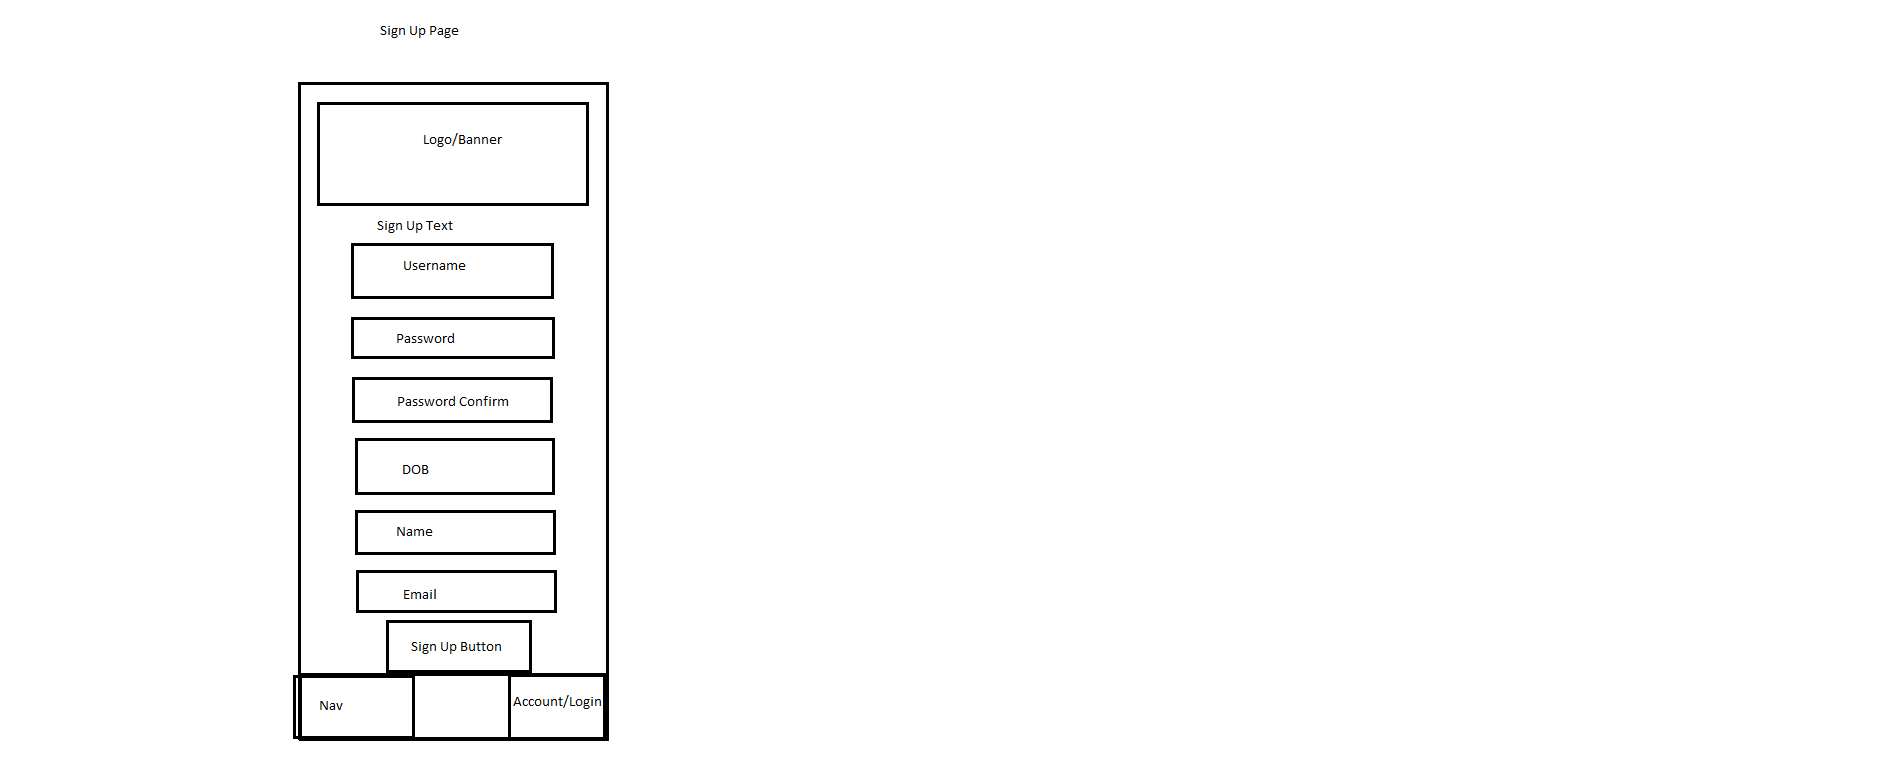 Sign Up Page
Logo/Banner
Sign Up Text
Username
Password
Password Confirm
DOB
Name
Email
Sign Up Button
Nav
Account/Login